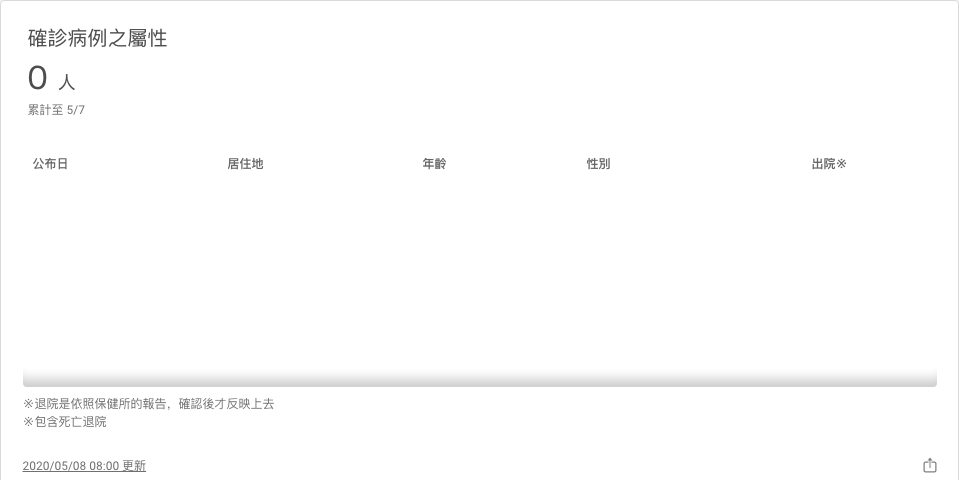 確診病例之屬性
0 人
累計至 5/7
公布日 居住地 年齡 性別 出院※
※退院是依照保健所的報告，確認後才反映上去
※包含死亡退院
2020/05/08 08:00 更新